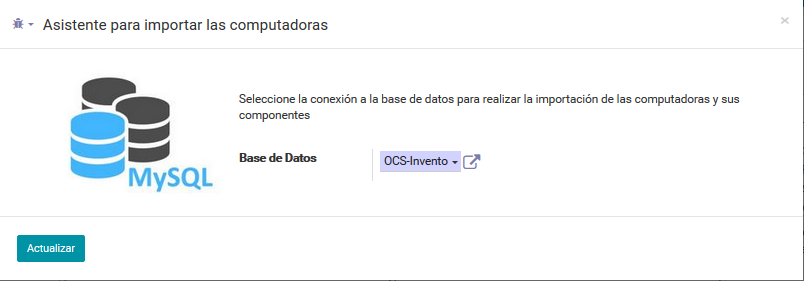 Asistente para importar las computadoras
×
Seleccione la conexión a la base de datos para realizar la importación de las computadoras y sus
componentes
Base de Datos
OCS-Invento
MySQL
Actualizar